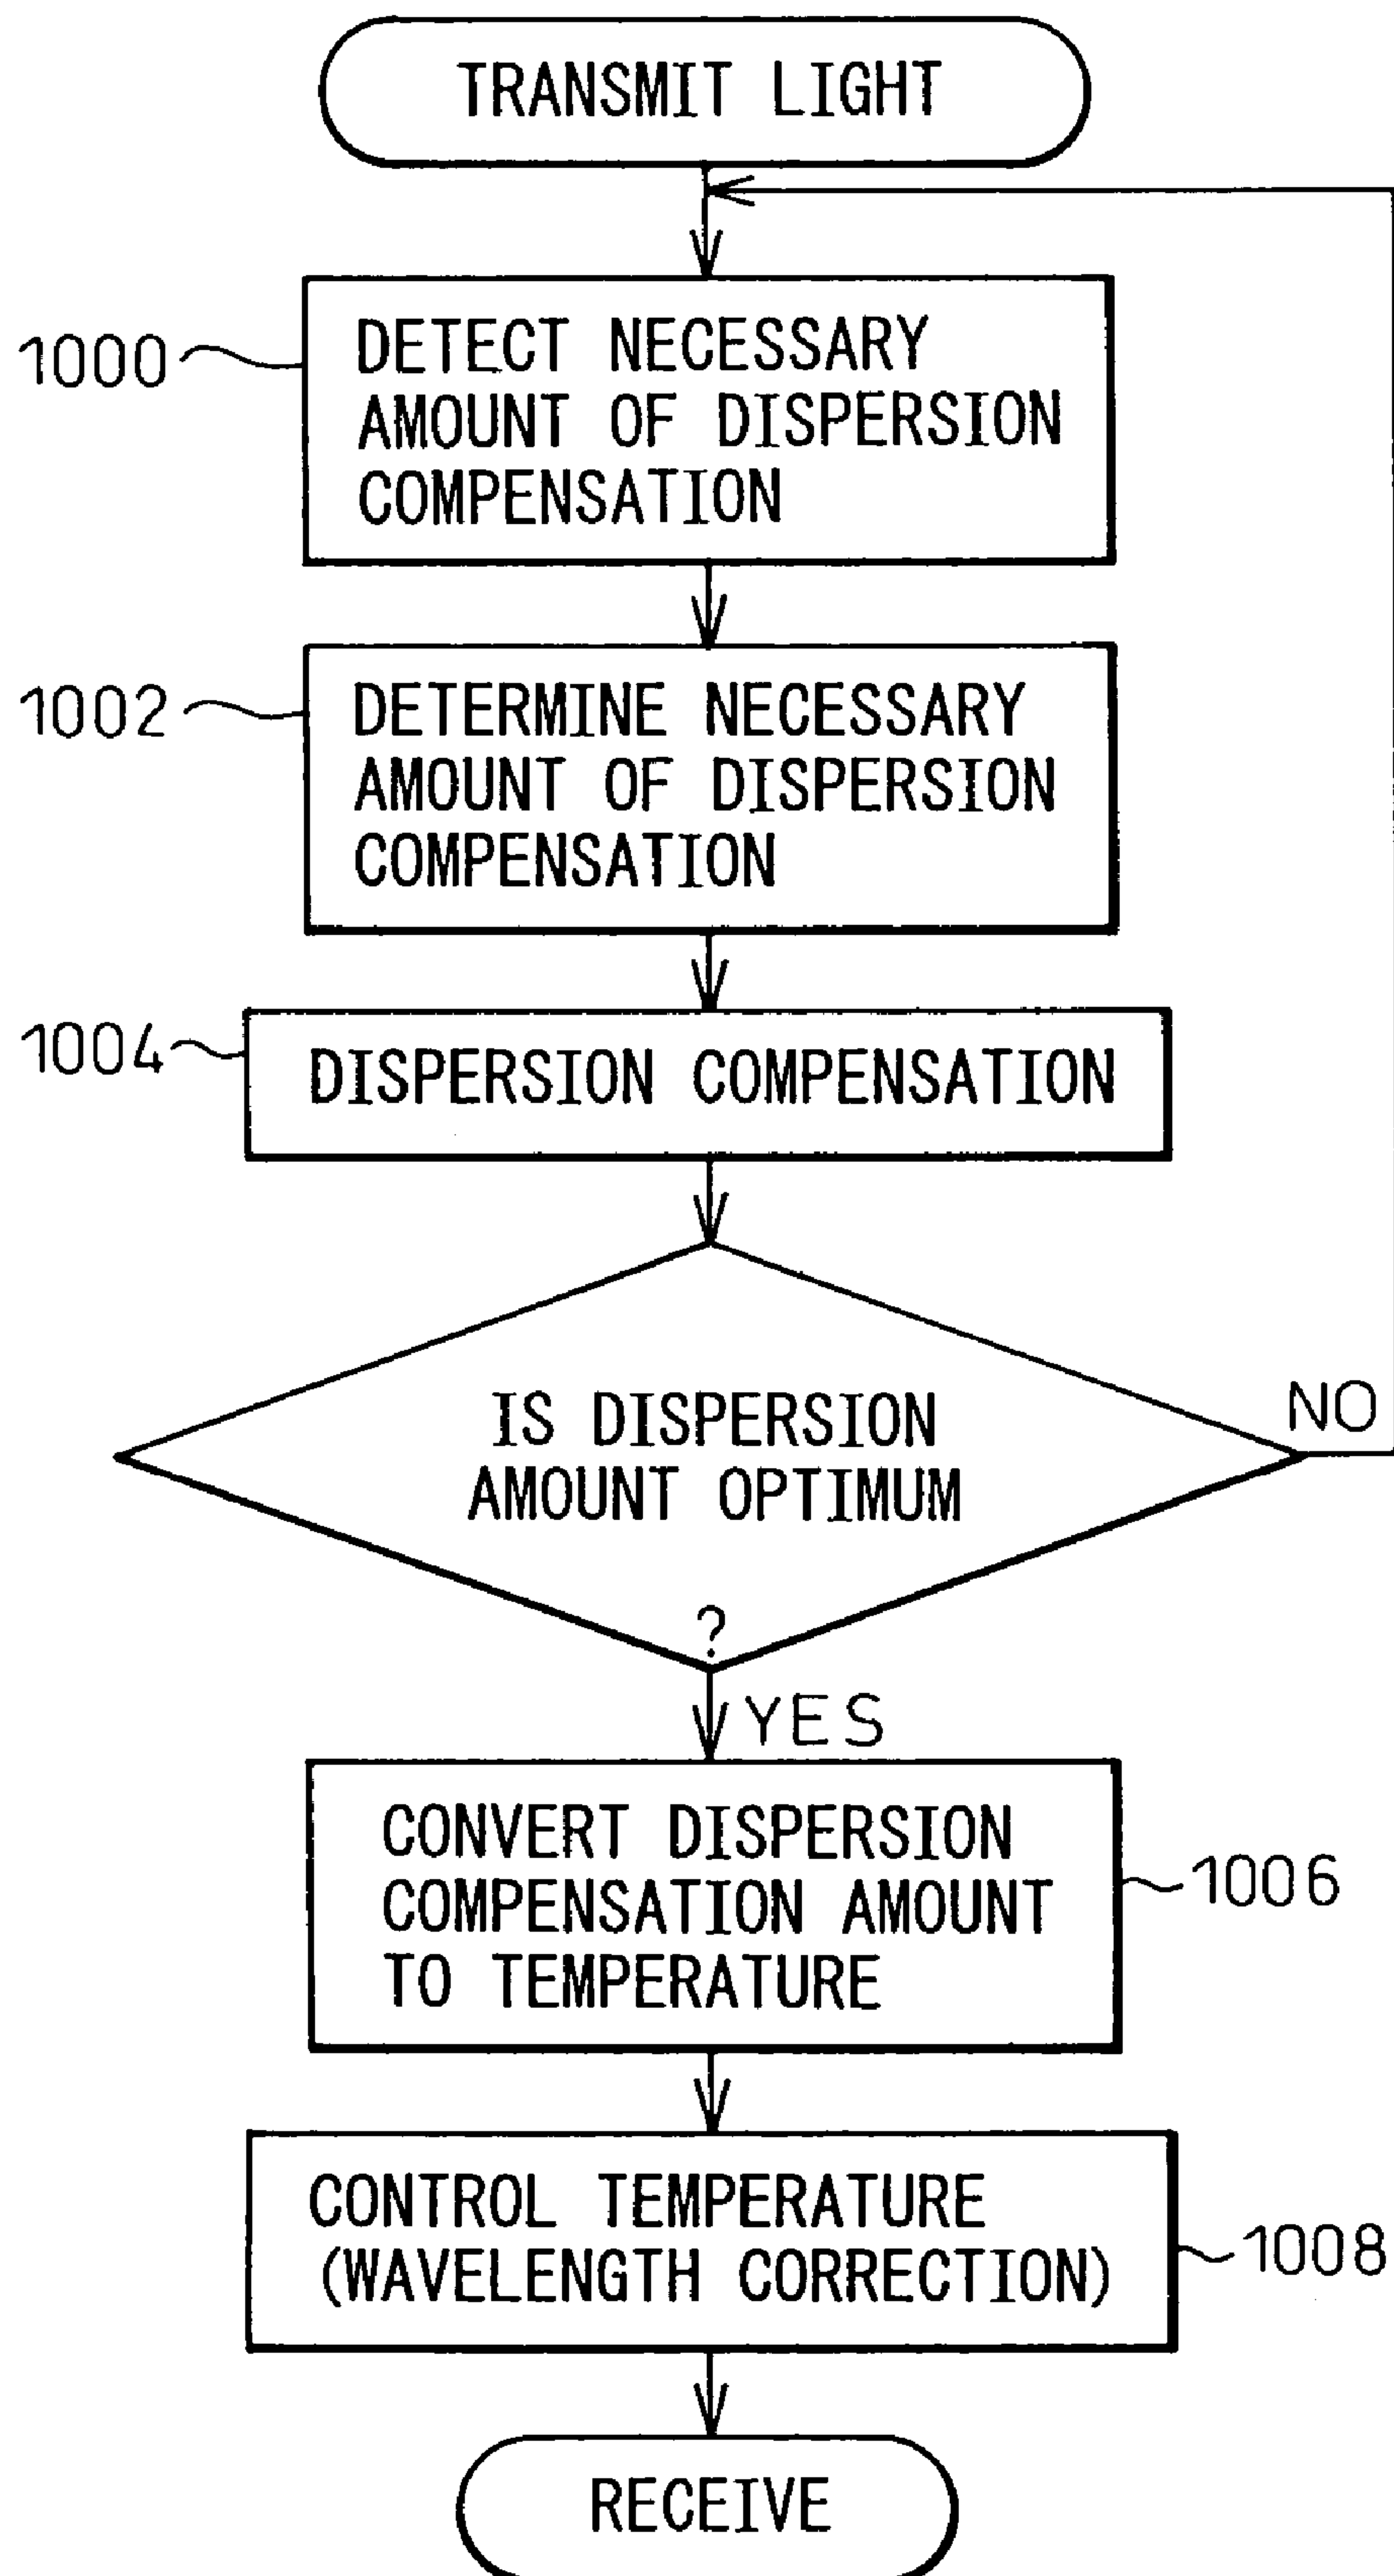 TRANSMIT LIGHT
1000
DETECT NECESSARY
AMOUNT OF DISPERSION
COMPENSATION
1002
DETERMINE NECESSARY
AMOUNT OF DISPERSION
COMPENSATION
1004
DISPERSION COMPENSATION
IS DISPERSION
AMOUNT OPTIMUM
?
NO
YES
CONVERT DISPERSION
COMPENSATION AMOUNT
TO TEMPERATURE
1006
CONTROL TEMPERATURE
(WAVELENGTH CORRECTION)
1008
RECEIVE